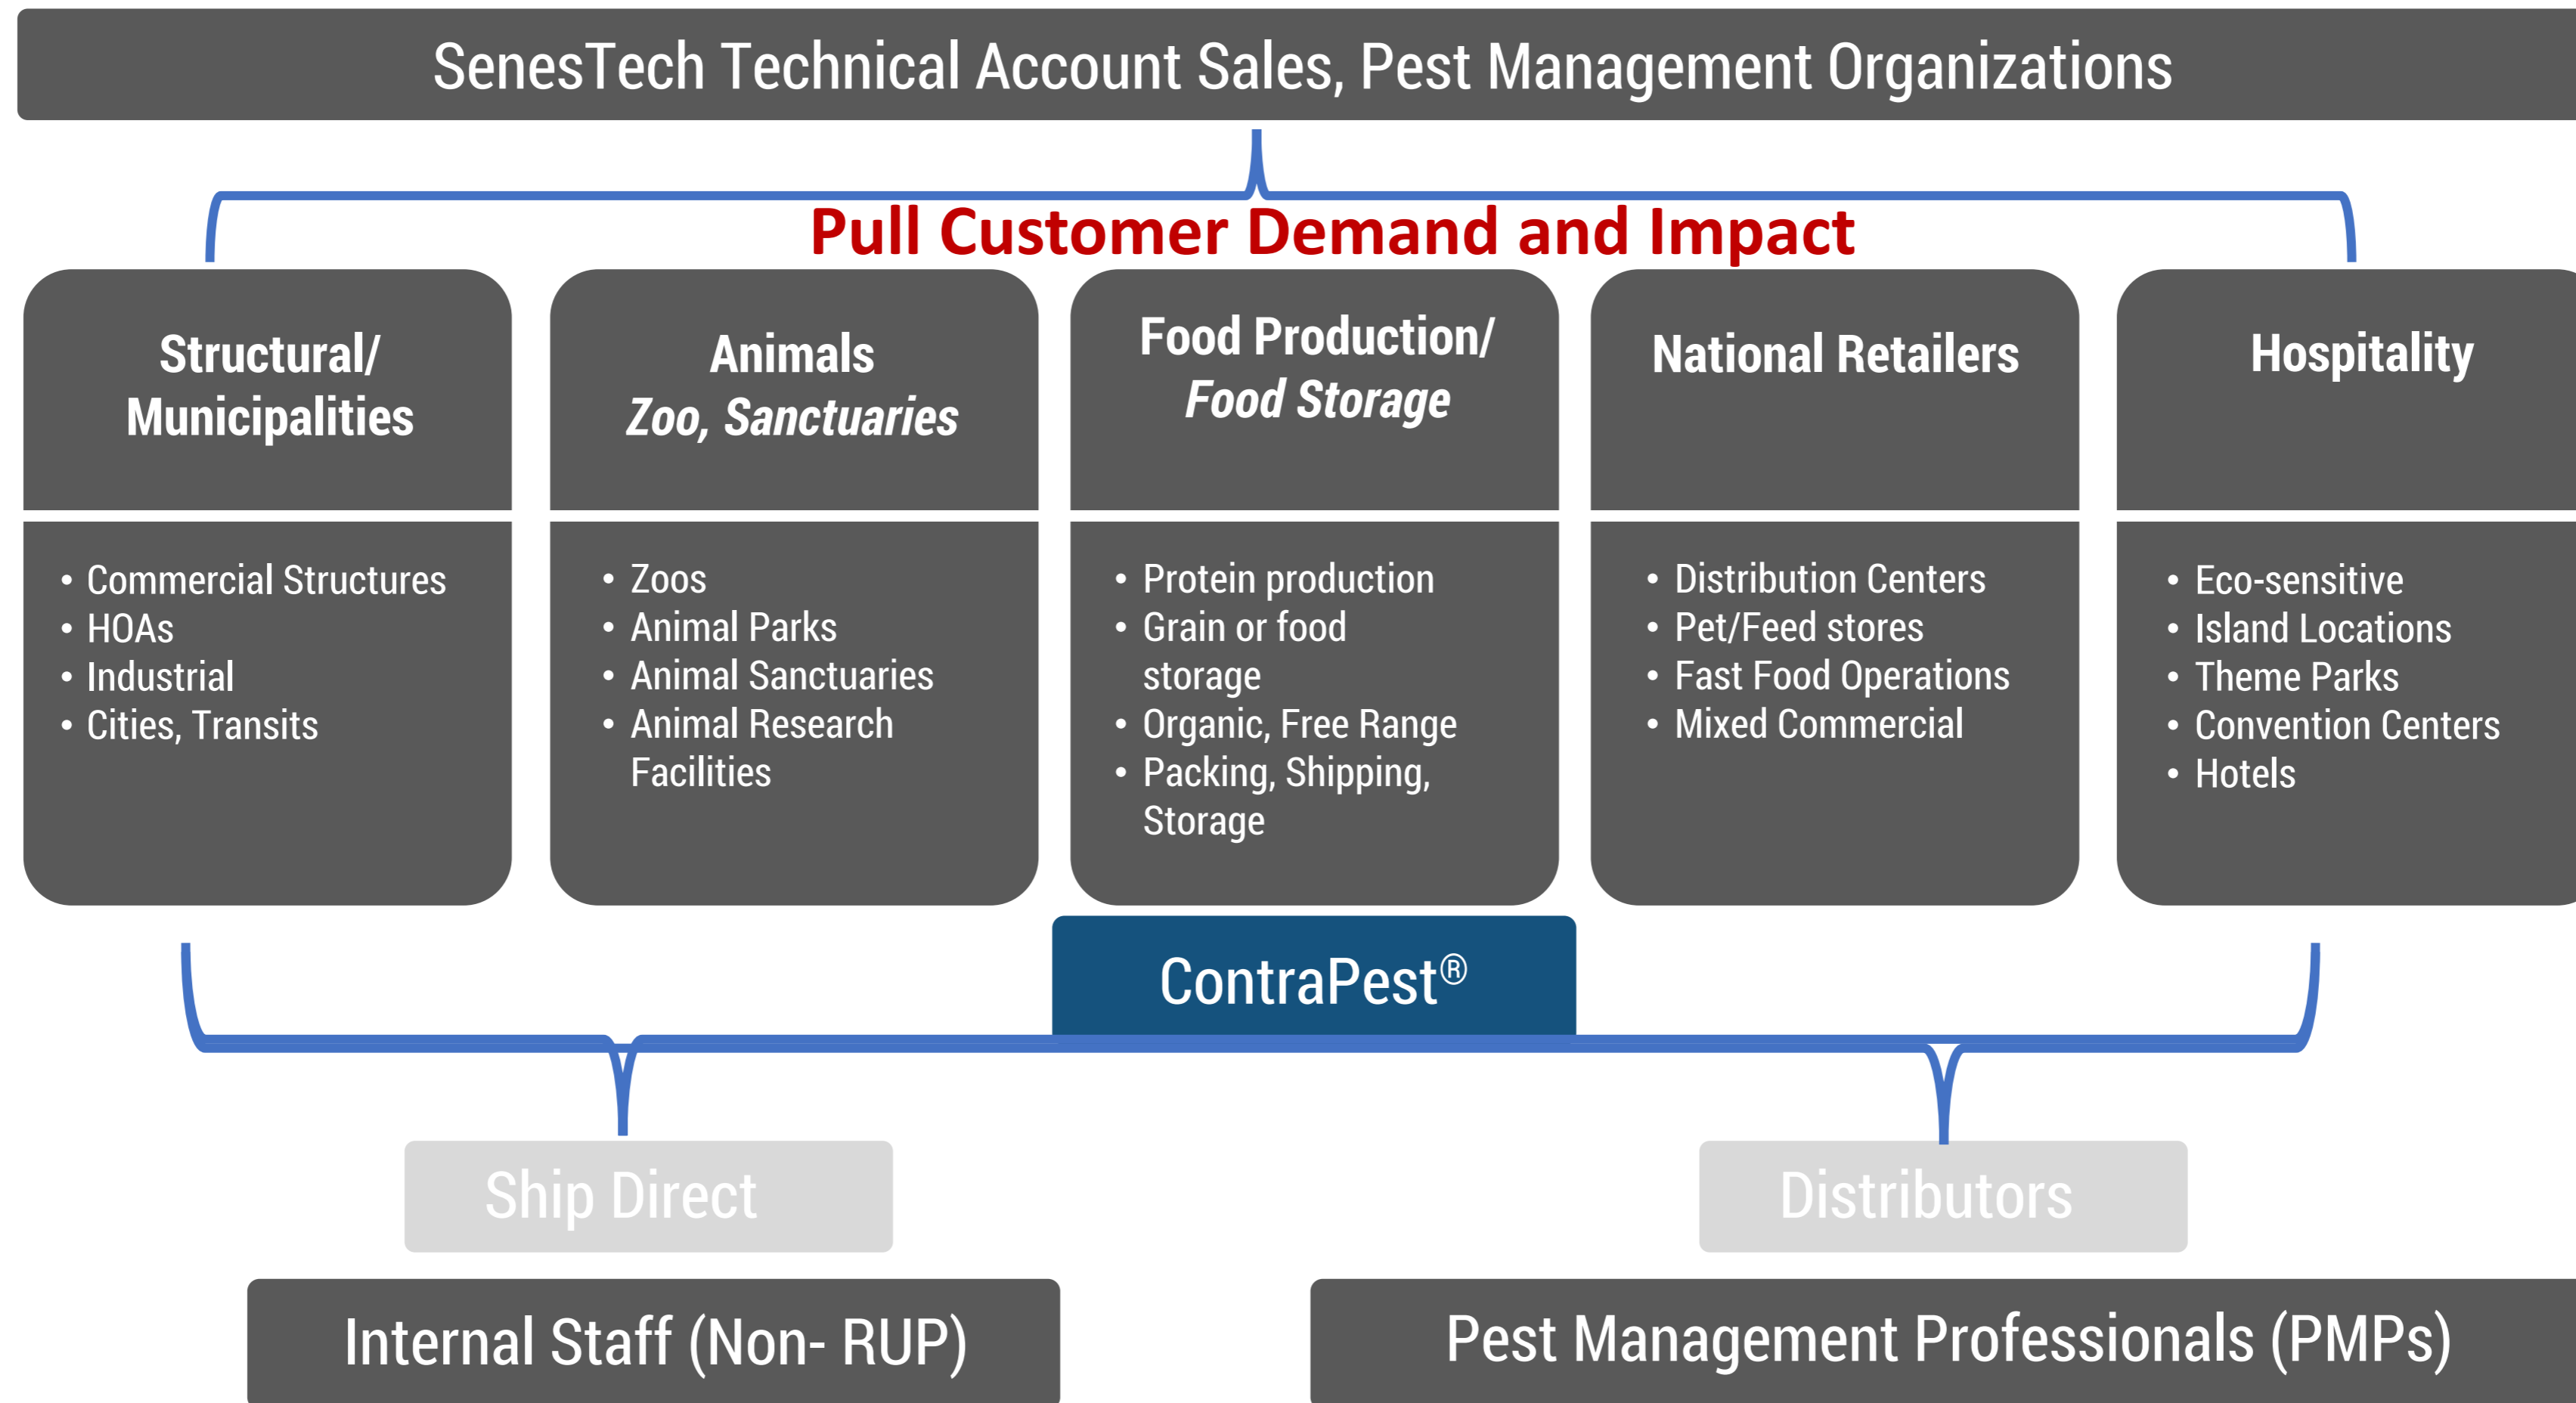 SenesTech Technical Account Sales, Pest Management Organizations
Pull Customer Demand and Impact
Structural/
Municipalities
• Commercial Structures
• HOAs
• Industrial
• Cities, Transits
Animals
Zoo, Sanctuaries
• Zoos
• Animal Parks
• Animal Sanctuaries
• Animal Research
Facilities
Food Production/
Food Storage
• Protein production
• Grain or food
storage
• Organic, Free Range
• Packing, Shipping,
Storage
National Retailers
• Distribution Centers
• Pet/Feed stores
• Fast Food Operations
• Mixed Commercial
Hospitality
• Eco-sensitive
• Island Locations
• Theme Parks
• Convention Centers
• Hotels
ContraPest®
Ship Direct
Distributors
Internal Staff (Non- RUP)
Pest Management Professionals (PMPs)